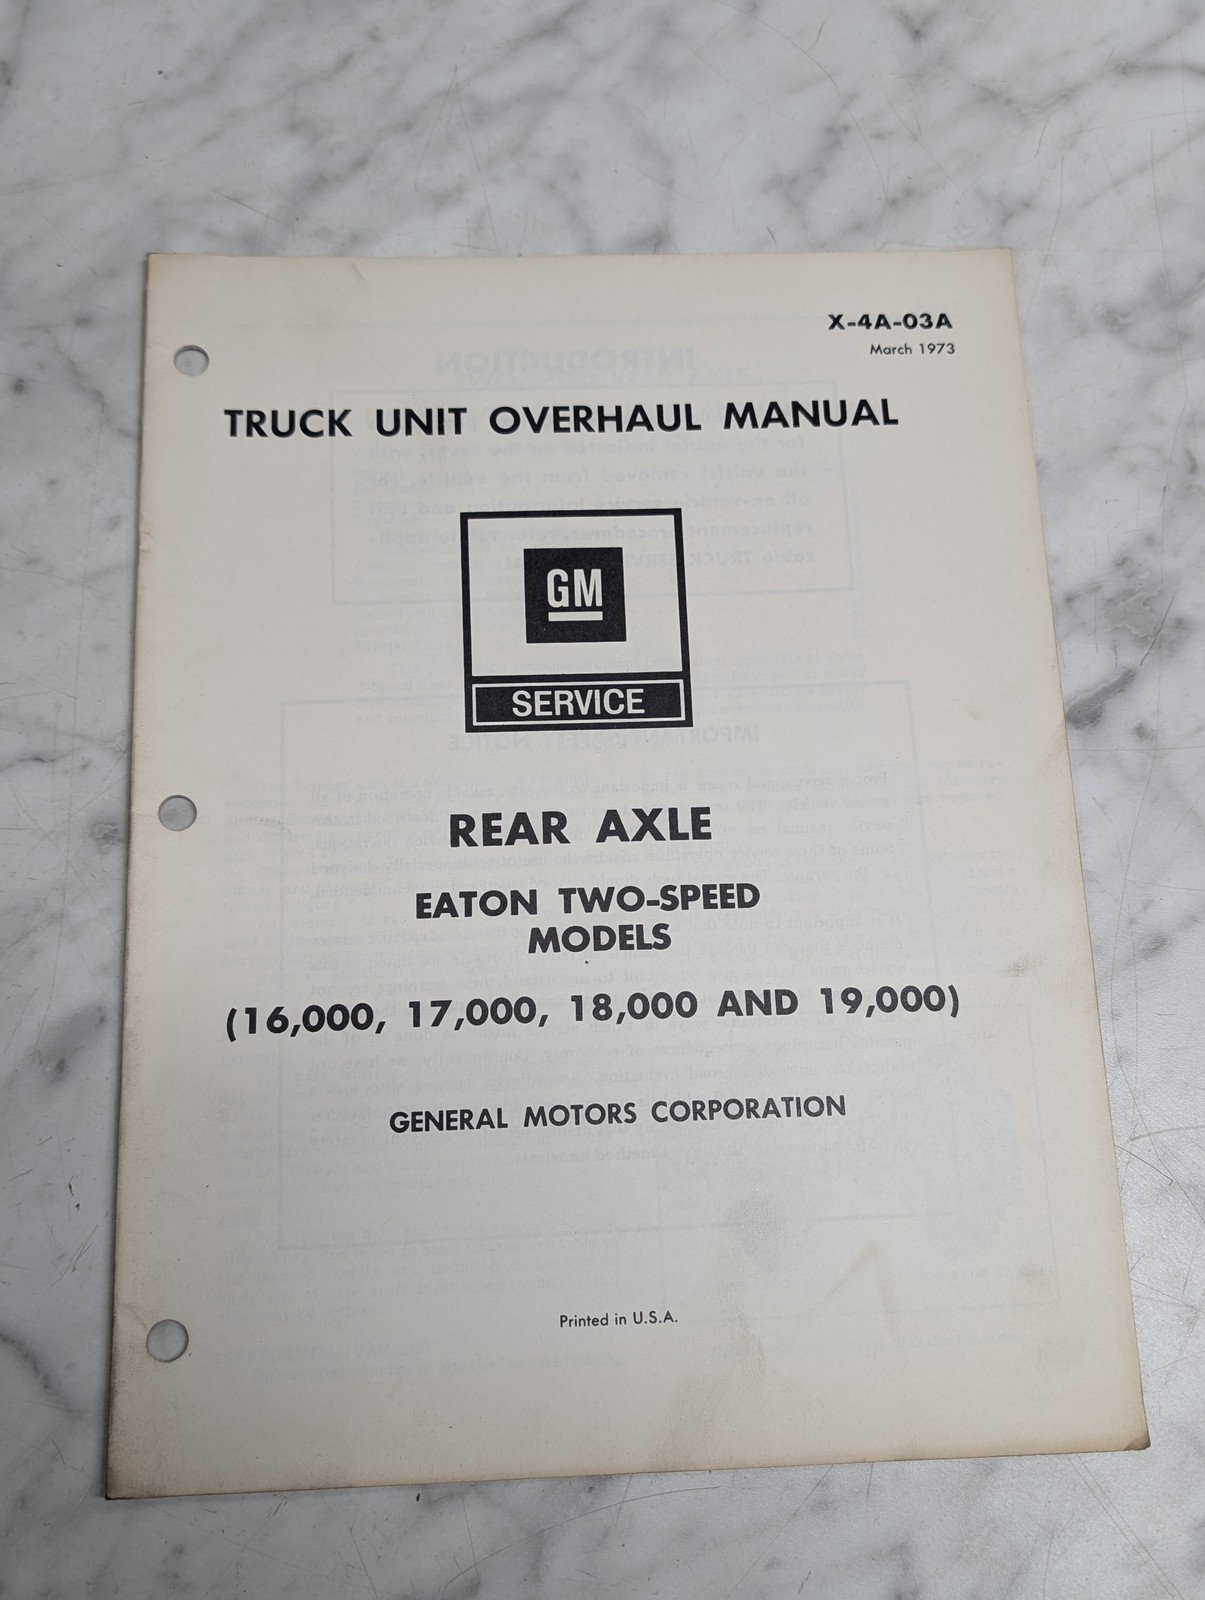 X-4A-03A
March 1973
TRUCK UNIT OVERHAUL MANUAL
GM
SERVICE
REAR AXLE
EATON TWO-SPEED
MODELS
(16,000, 17,000, 18,000 AND 19,000)
GENERAL MOTORS CORPORATION
Printed in U.S.A.